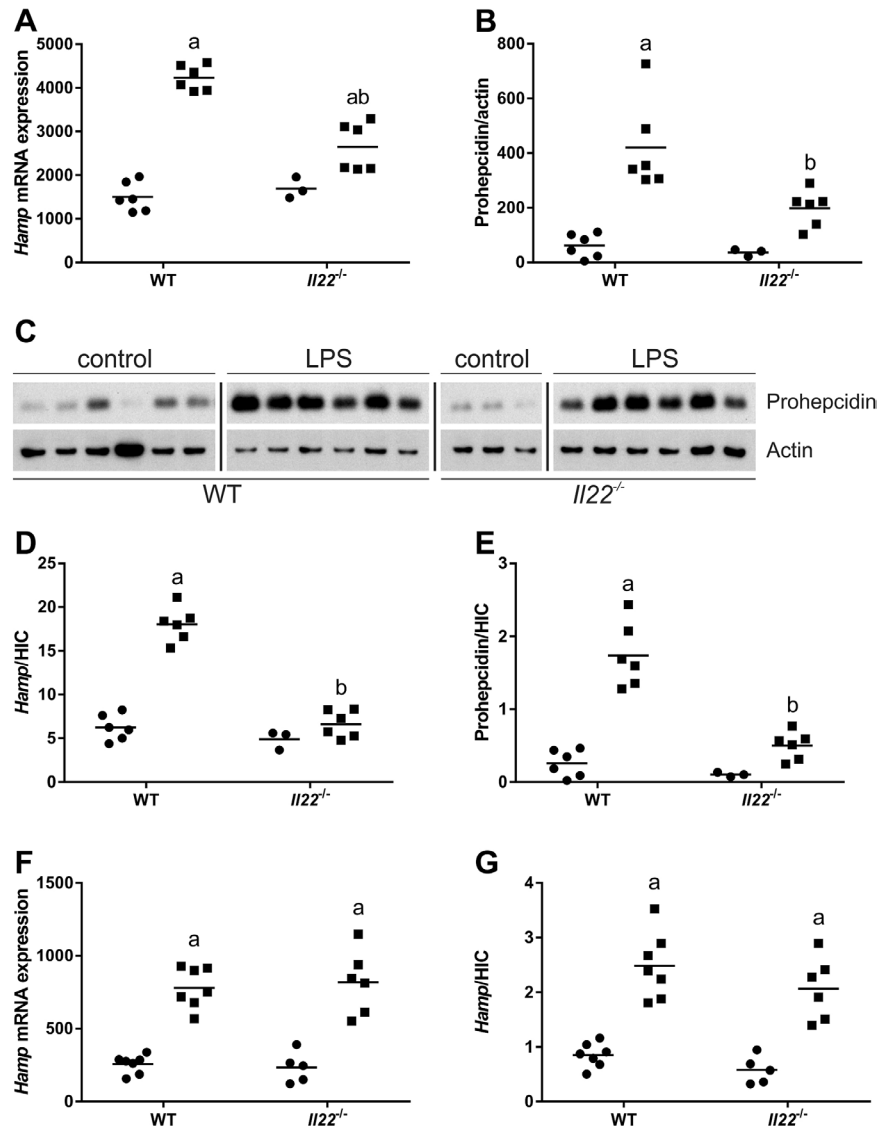 A
Hamp mRNA expression
5000
4000
3000
2000
1000
0
a
ab
WT
Il22-/-
B
Prohepcidin/actin
800
600
400
200
0
a
b
WT
Il22-/-
C
control
LPS
control
LPS
Prohepcidin
Actin
WT
Il22-/-
D
Hamp/HIC
25
20
15
10
5
0
a
b
WT
Il22-/-
E
Prohepcidin/HIC
3
2
1
0
a
b
WT
Il22-/-
F
Hamp mRNA expression
1500
1000
500
0
a
a
WT
Il22-/-
G
Hamp/HIC
4
3
2
1
0
a
a
WT
Il22-/-